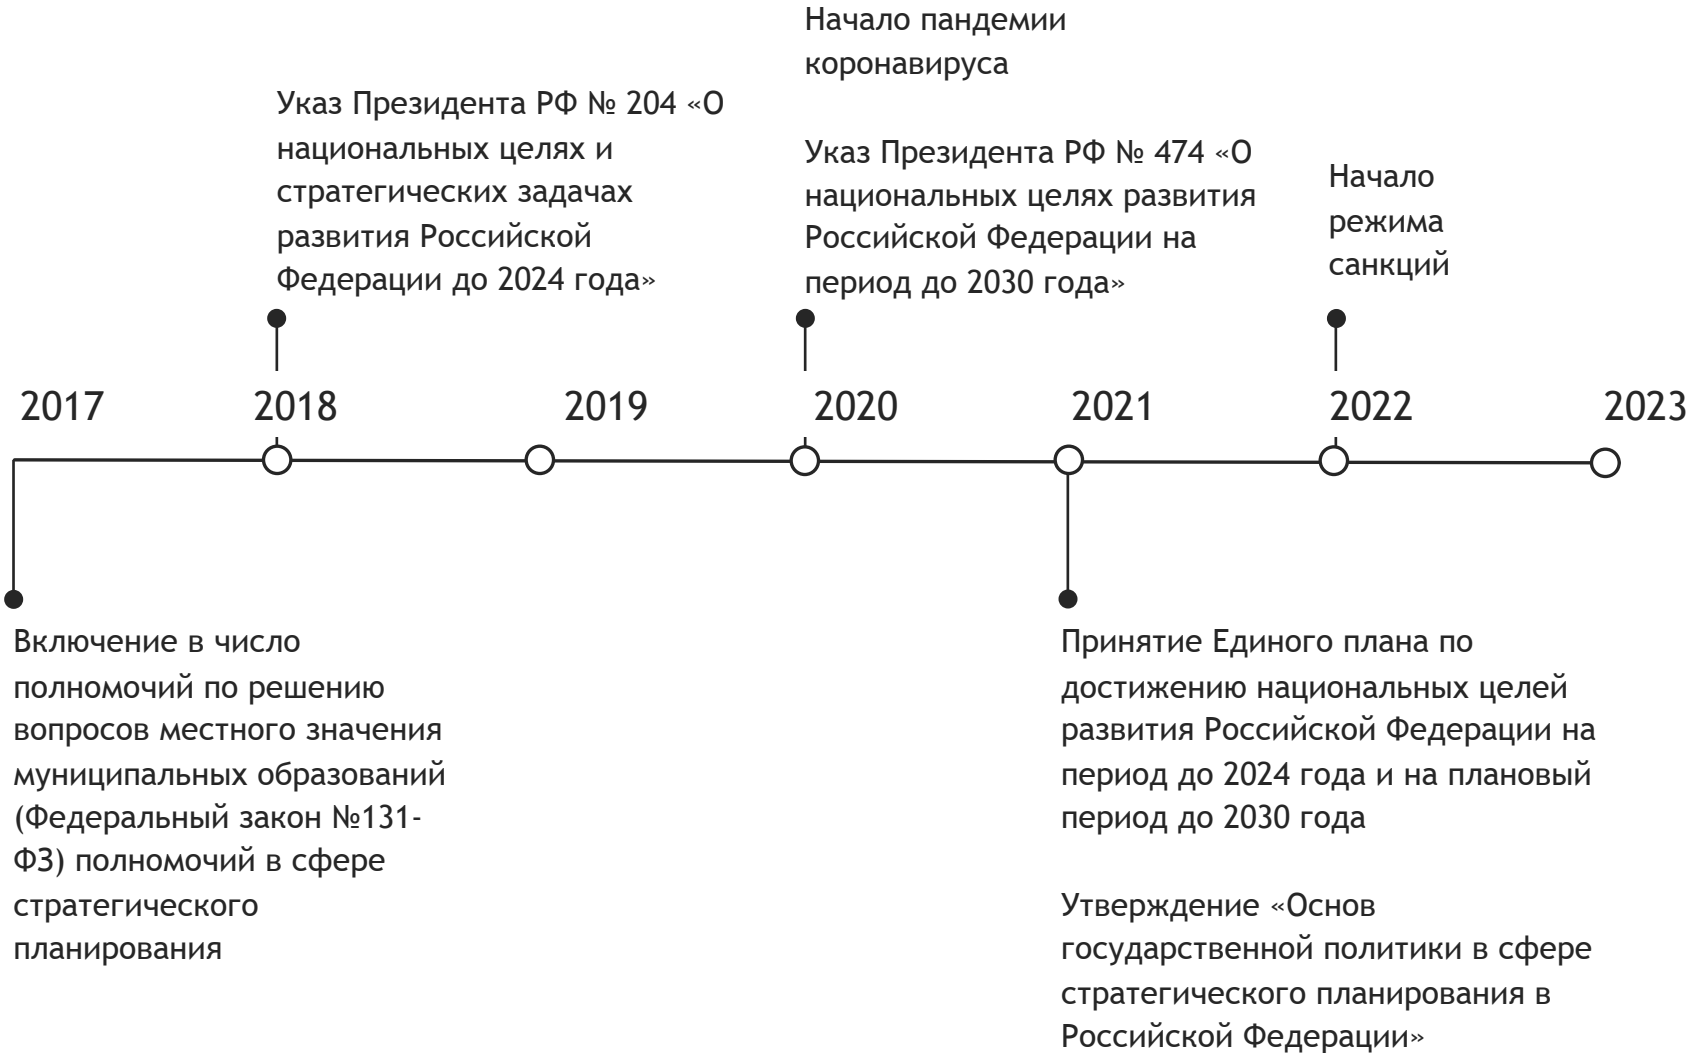 Начало пандемии
коронавируса
Указ Президента РФ № 204 «О
национальных целях и
стратегических задачах
развития Российской
Федерации до 2024 года»
Указ Президента РФ № 474 «О
национальных целях развития
Российской Федерации на
период до 2030 года»
Начало
режима
санкций
2017
2018
2019
2020
2021
2022
2023
Включение в число
полномочий по решению
вопросов местного значения
муниципальных образований
(Федеральный закон №131-
ФЗ) полномочий в сфере
стратегического
планирования
Принятие Единого плана по
достижению национальных целей
развития Российской Федерации на
период до 2024 года и на плановый
период до 2030 года
Утверждение «Основ
государственной политики в сфере
стратегического планирования в
Российской Федерации»